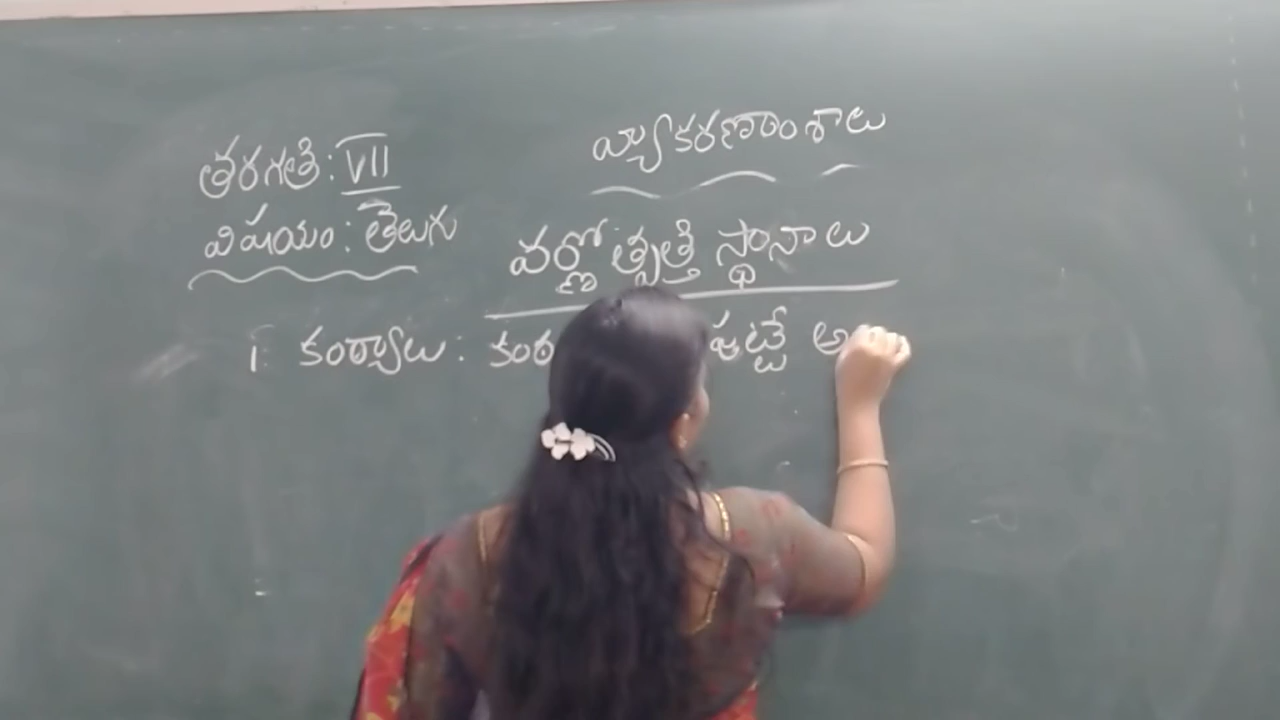 తరగతి: VII
విషయం: తెలుగు
వ్యాకరణాంశాలు
వర్ణోత్పత్తి స్థానాలు
1. కంఠ్యాలు: కంఠ పుట్టే అ